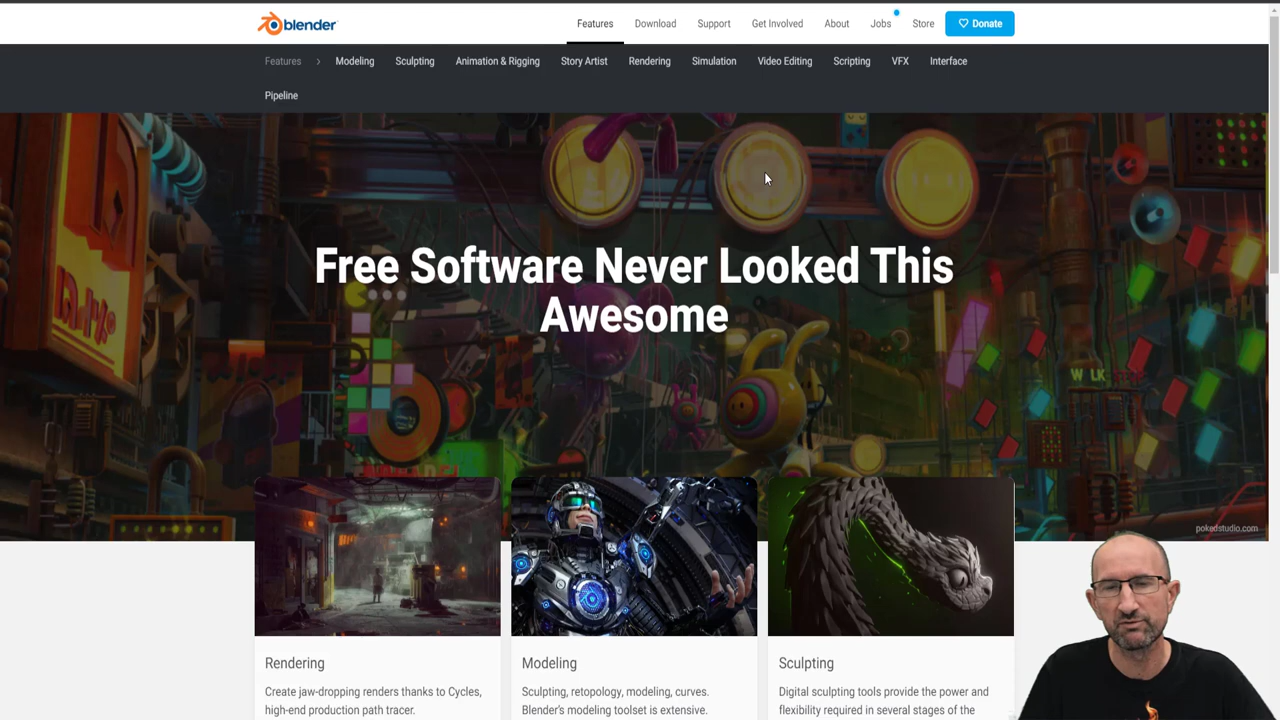 blender
Features Download Support Get Involved About Jobs Store Donate
Features › Modeling Sculpting Animation & Rigging Story Artist Rendering Simulation Video Editing Scripting VFX Interface
Pipeline
Free Software Never Looked This
Awesome
pokedstudio.com
Rendering
Create jaw-dropping renders thanks to Cycles,
high-end production path tracer.
Modeling
Sculpting, retopology, modeling, curves.
Blender's modeling toolset is extensive.
Sculpting
Digital sculpting tools provide the power and
flexibility required in several stages of the